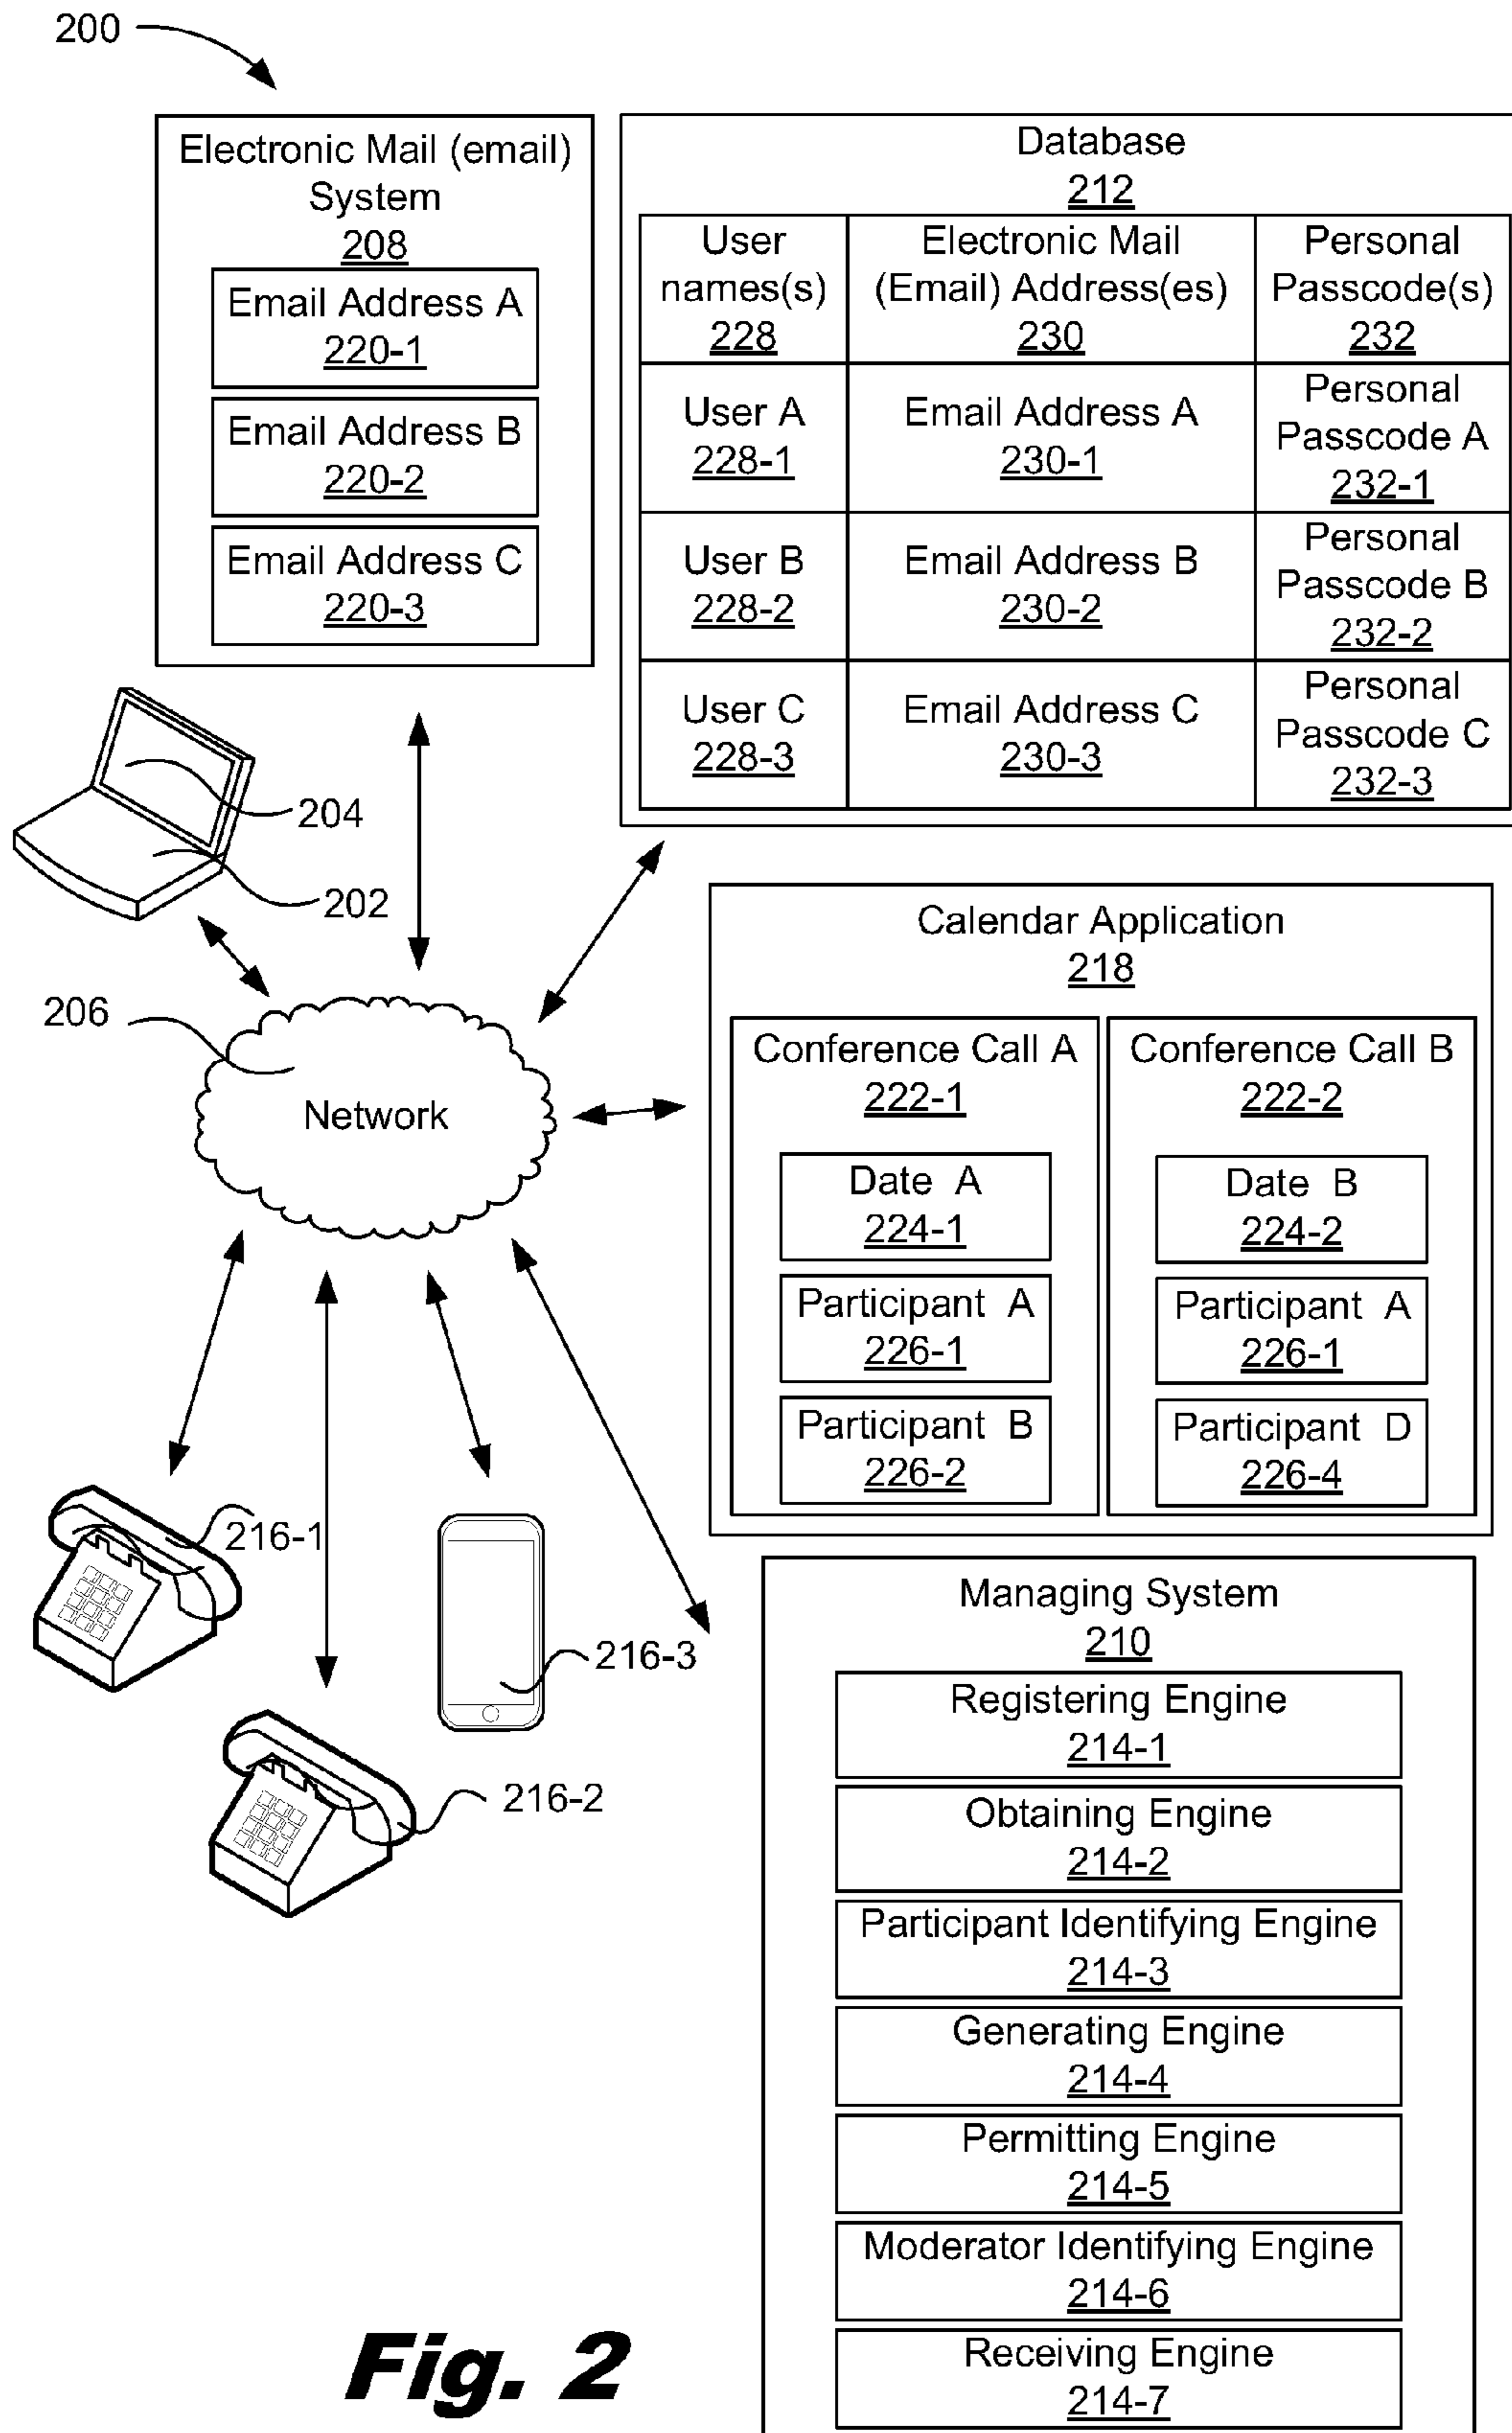 200
Electronic Mail (email)
System
208
Email Address A
220-1
Email Address B
220-2
Email Address C
220-3
Database
212
User
names(s)
228
Electronic Mail
(Email) Address(es)
230
Personal
Passcode(s)
232
User A
228-1
Email Address A
230-1
Personal
Passcode A
232-1
User B
228-2
Email Address B
230-2
Personal
Passcode B
232-2
User C
228-3
Email Address C
230-3
Personal
Passcode C
232-3
204
202
206
Network
Calendar Application
218
Conference Call A
222-1
Date A
224-1
Participant A
226-1
Participant B
226-2
Conference Call B
222-2
Date B
224-2
Participant A
226-1
Participant D
226-4
216-1
216-3
216-2
Managing System
210
Registering Engine
214-1
Obtaining Engine
214-2
Participant Identifying Engine
214-3
Generating Engine
214-4
Permitting Engine
214-5
Moderator Identifying Engine
214-6
Receiving Engine
214-7
Fig. 2